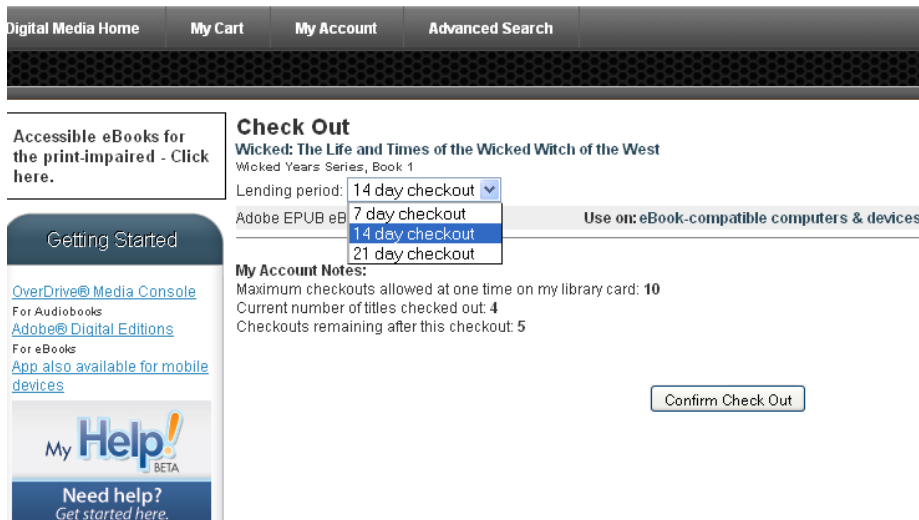 Digital Media Home My Cart My Account Advanced Search
Accessible eBooks for
the print-impaired - Click
here.
Getting Started
OverDrive® Media Console
For Audiobooks
Adobe® Digital Editions
For eBooks
App also available for mobile
devices
My Help!
BETA
Need help?
Get started here.
Check Out
Wicked: The Life and Times of the Wicked Witch of the West
Wicked Years Series, Book 1
Lending period: 14 day checkout
7 day checkout
14 day checkout
21 day checkout
Adobe EPUB eB Use on: eBook-compatible computers & devices
My Account Notes:
Maximum checkouts allowed at one time on my library card: 10
Current number of titles checked out: 4
Checkouts remaining after this checkout: 5
Confirm Check Out